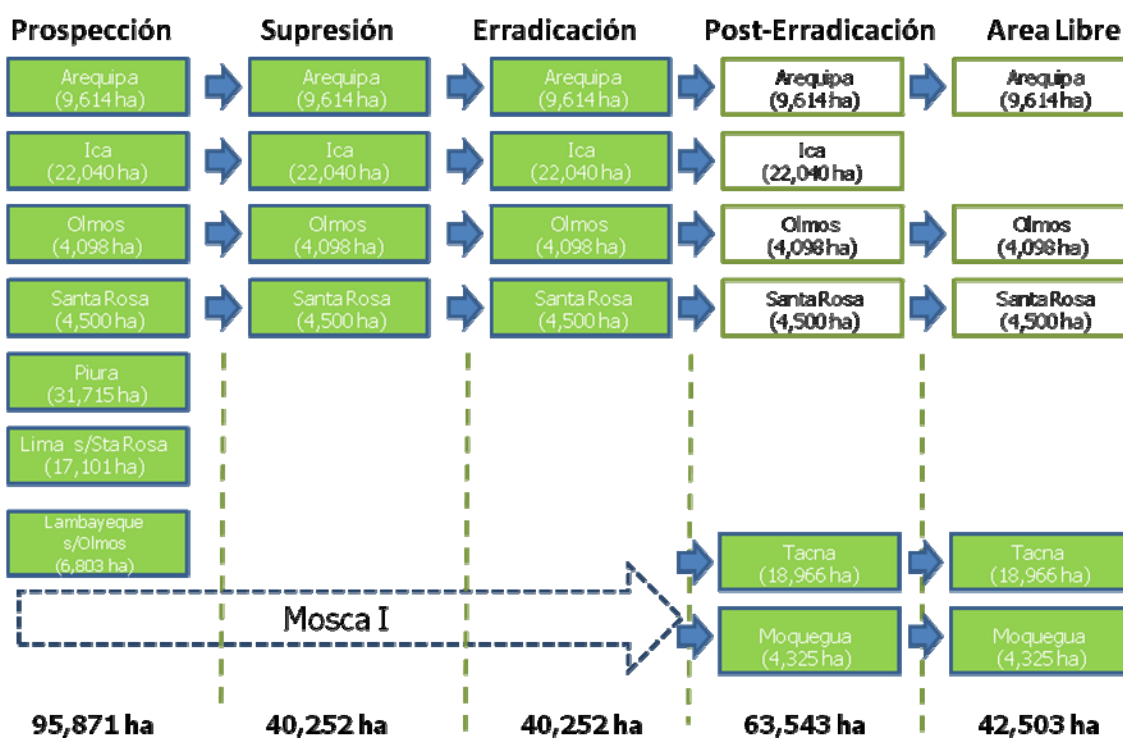 Prospección Supresión Erradicación Post-Erradicación Area Libre
Arequipa Arequipa Arequipa Arequipa Arequipa
(9,614 ha) (9,614 ha) (9,614 ha) (9,614 ha) (9,614 ha)
Ica Ica Ica Ica
(22,040 ha) (22,040 ha) (22,040 ha) (22,040 ha)
Olmos Olmos Olmos Olmos Olmos
(4,098 ha) (4,098 ha) (4,098 ha) (4,098 ha) (4,098 ha)
Santa Rosa Santa Rosa Santa Rosa Santa Rosa Santa Rosa
(4,500 ha) (4,500 ha) (4,500 ha) (4,500 ha) (4,500 ha)
Piura
(31,715 ha)
Lima s/Sta Rosa
(17,101 ha)
Lambayeque
s/Olmos
(6,803 ha)
Tacna Tacna
(18,966 ha) (18,966 ha)
Mosca I
Moquegua Moquegua
(4,325 ha) (4,325 ha)
95,871 ha 40,252 ha 40,252 ha 63,543 ha 42,503 ha